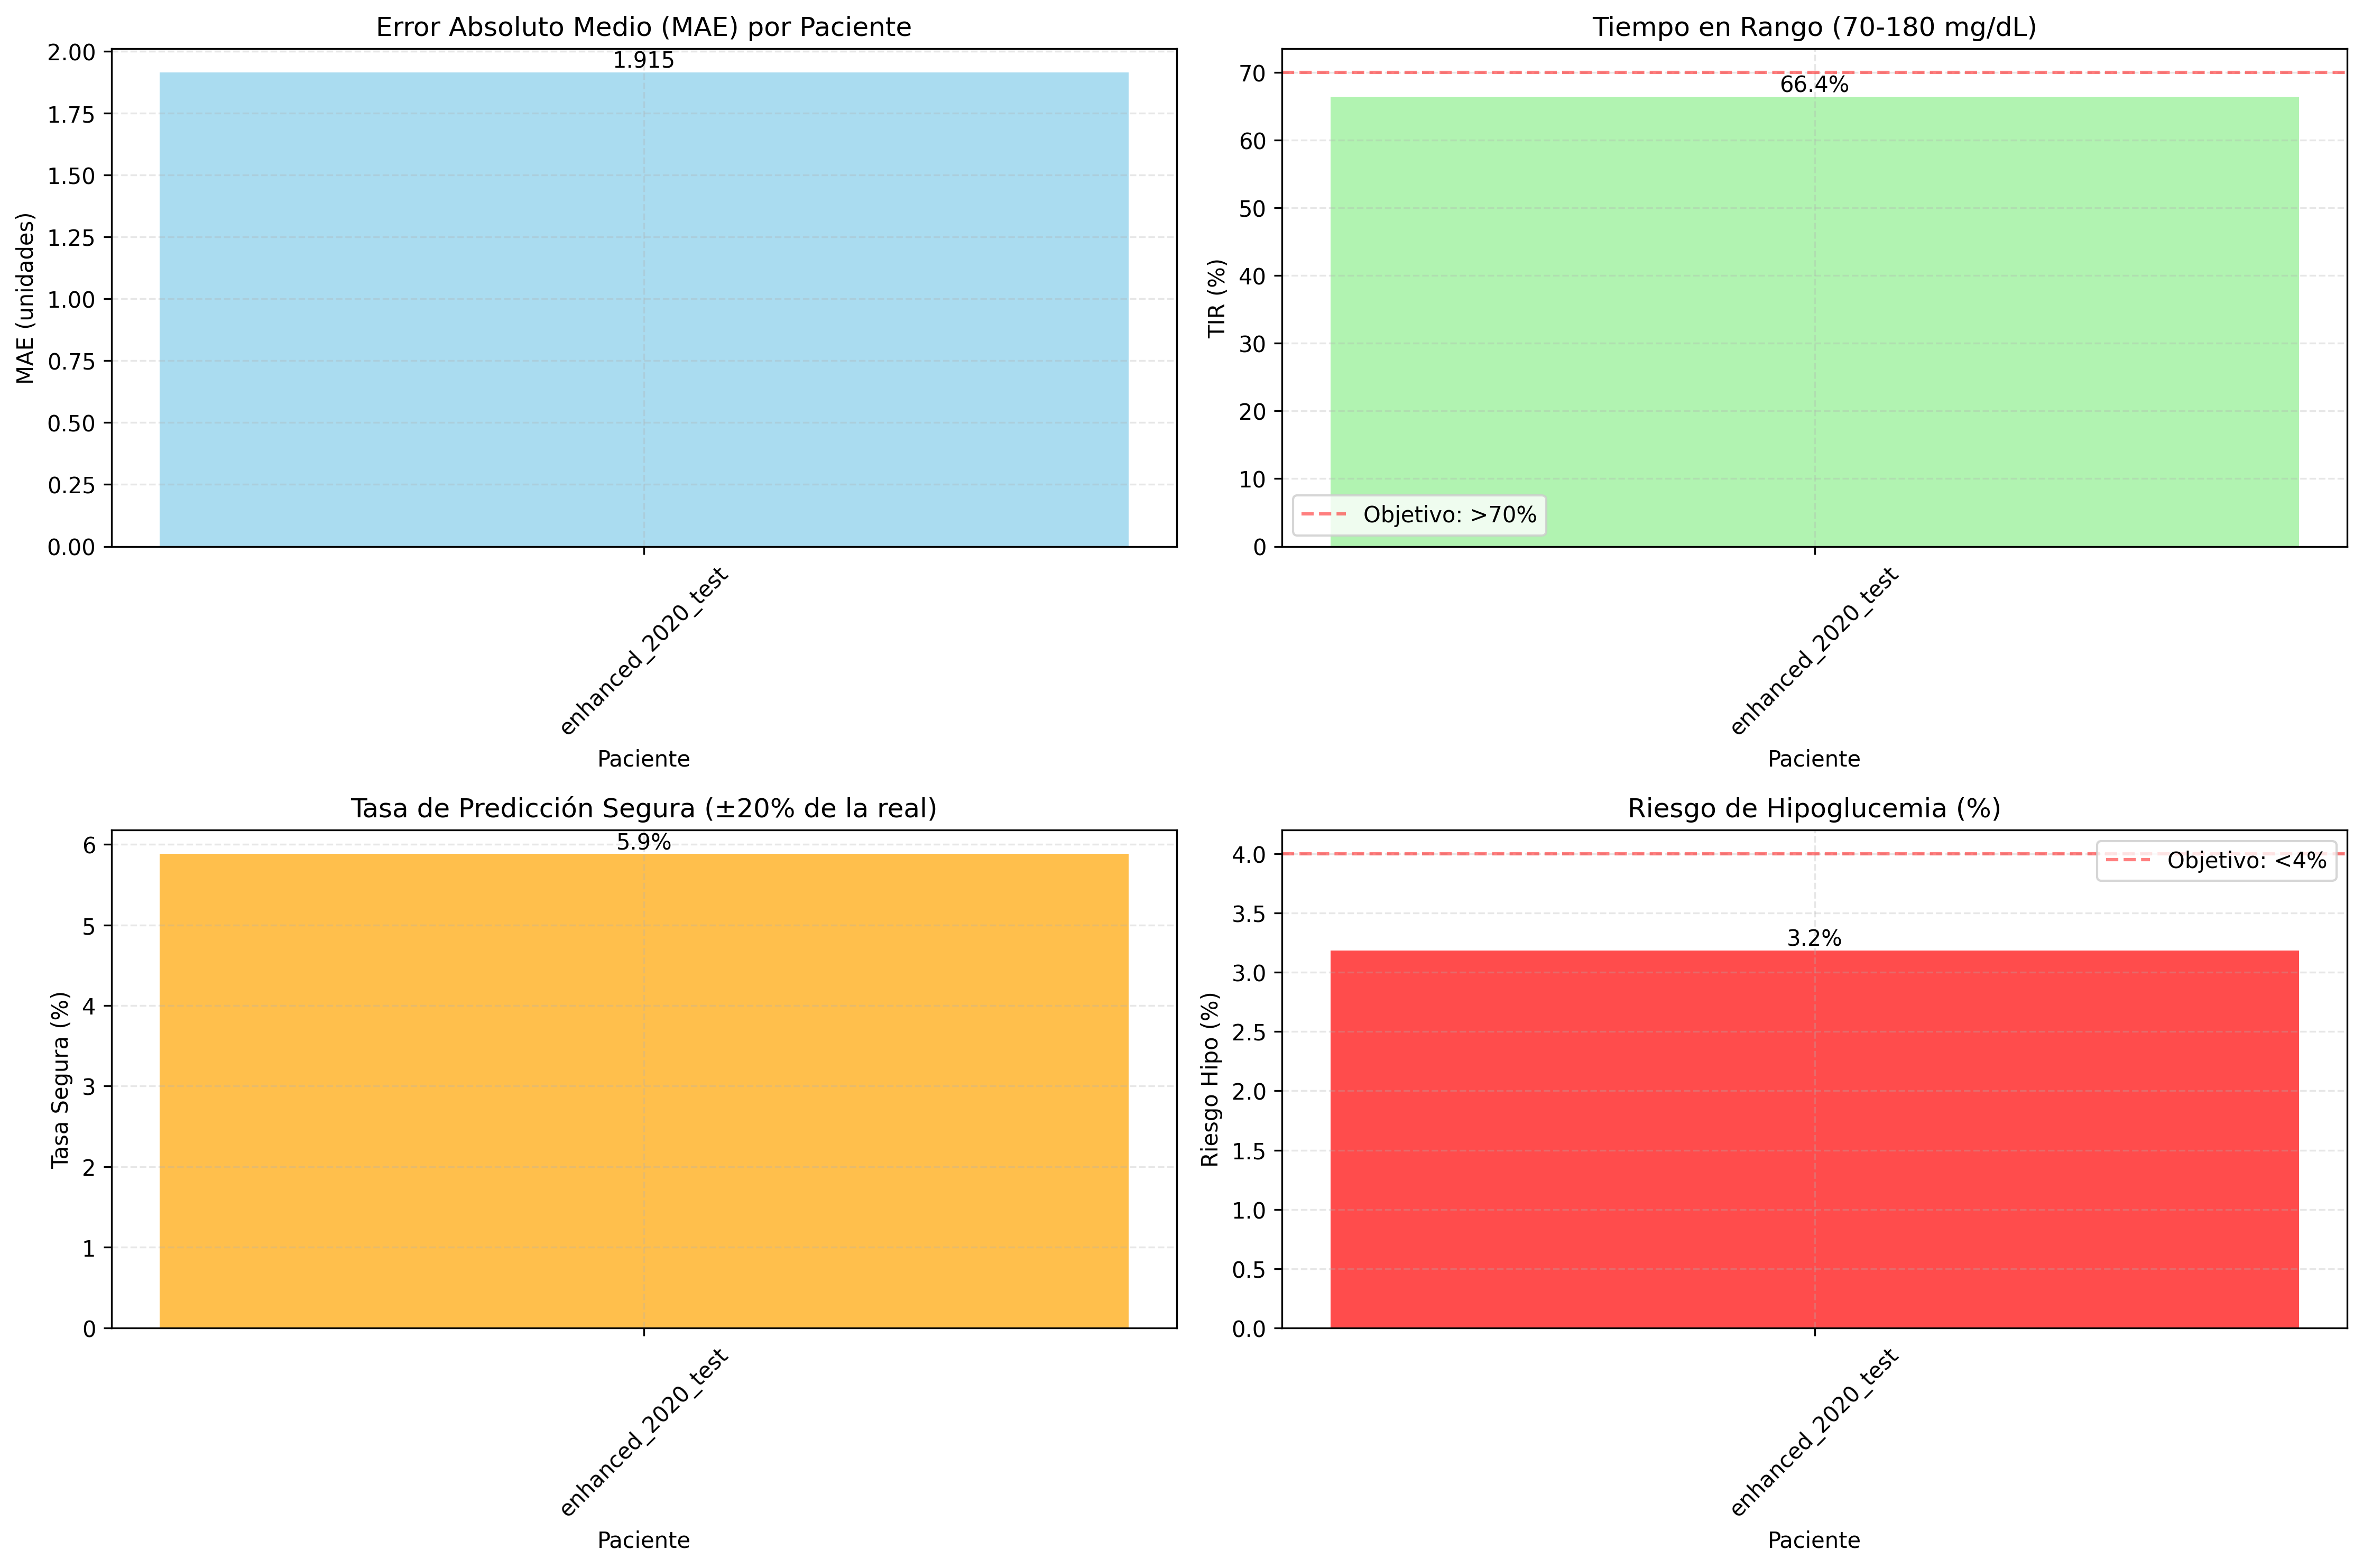 Error Absoluto Medio (MAE) por Paciente
2.00
1.75
1.50
1.25
1.00
0.75
0.50
0.25
0.00
MAE (unidades)
1.915
enhanced_2020_test
Paciente
Tiempo en Rango (70-180 mg/dL)
70
60
50
40
30
20
10
0
TIR (%)
66.4%
Objetivo: >70%
enhanced_2020_test
Paciente
Tasa de Predicción Segura (±20% de la real)
6
5
4
3
2
1
0
Tasa Segura (%)
5.9%
enhanced_2020_test
Paciente
Riesgo de Hipoglucemia (%)
4.0
3.5
3.0
2.5
2.0
1.5
1.0
0.5
0.0
Riesgo Hipo (%)
Objetivo: <4%
3.2%
enhanced_2020_test
Paciente